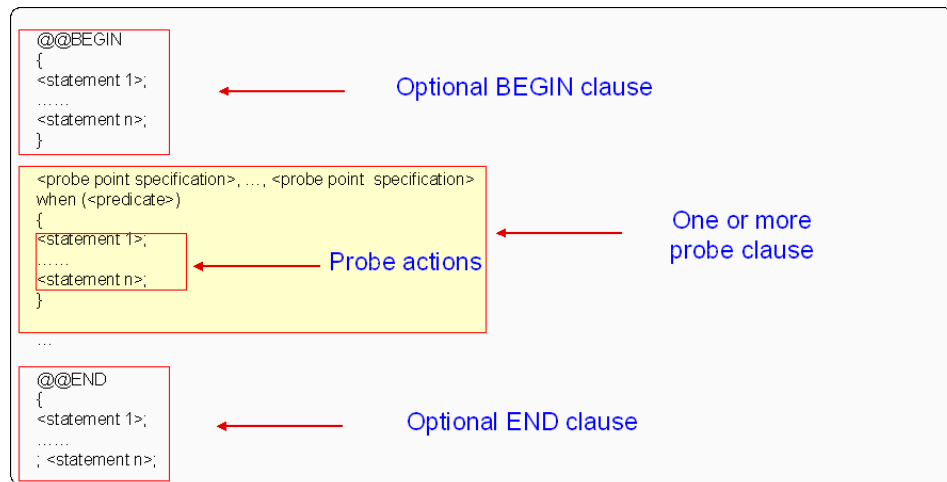 @@BEGIN
{
<statement 1>;
……
<statement n>;
}
Optional BEGIN clause
<probe point specification>, …, <probe point specification>
when (<predicate>)
{
<statement 1>;
……
<statement n>;
}
Probe actions
One or more
probe clause
…
@@END
{
<statement 1>;
……
; <statement n>;
Optional END clause